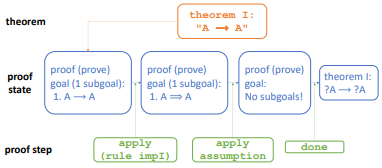 theorem
theorem I:
"A ⟶ A"
proof
state
proof (prove)
goal (1 subgoal):
1. A ⟶ A
proof (prove)
goal (1 subgoal):
1. A ⟹ A
proof (prove)
goal:
No subgoals!
theorem I:
?A ⟶ ?A
proof step
apply
(rule impI)
apply
assumption
done